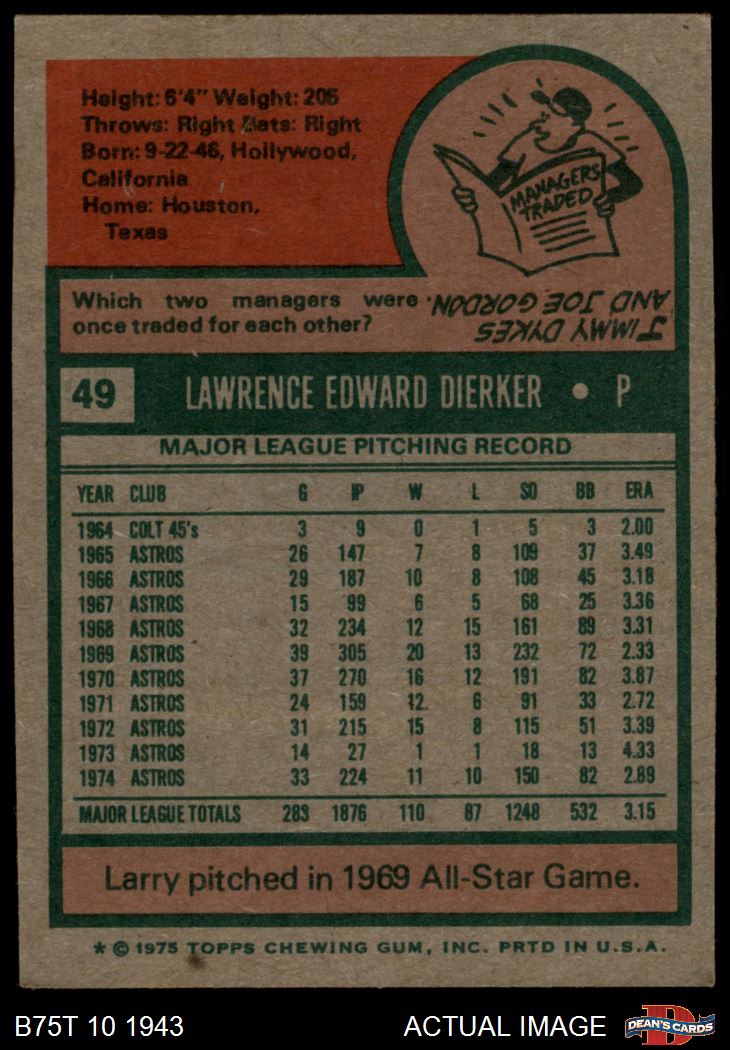 Height: 6'4" Weight: 205
Throws: Right Bats: Right
Born: 9-22-46, Hollywood,
California
Home: Houston,
Texas
MANAGERS
TRADED
Which two managers were
once traded for each other?
JIMMY DYKES
AND JOE GORDON
49 LAWRENCE EDWARD DIERKER • P
MAJOR LEAGUE PITCHING RECORD
YEAR CLUB G IP W L SO BB ERA
1964 COLT 45's 3 9 0 1 5 3 2.00
1965 ASTROS 26 147 7 8 109 37 3.49
1966 ASTROS 29 187 10 8 108 45 3.18
1967 ASTROS 15 99 6 5 68 25 3.36
1968 ASTROS 32 234 12 15 161 89 3.31
1969 ASTROS 39 305 20 13 232 72 2.33
1970 ASTROS 37 270 16 12 191 82 3.87
1971 ASTROS 24 159 12 6 91 33 2.72
1972 ASTROS 31 215 15 8 115 51 3.39
1973 ASTROS 14 27 1 1 18 13 4.33
1974 ASTROS 33 224 11 10 150 82 2.89
MAJOR LEAGUE TOTALS 283 1876 110 87 1248 532 3.15
Larry pitched in 1969 All-Star Game.
* © 1975 TOPPS CHEWING GUM, INC. PRTD IN U.S.A.
B75T 10 1943 ACTUAL IMAGE D DEAN'S CARDS